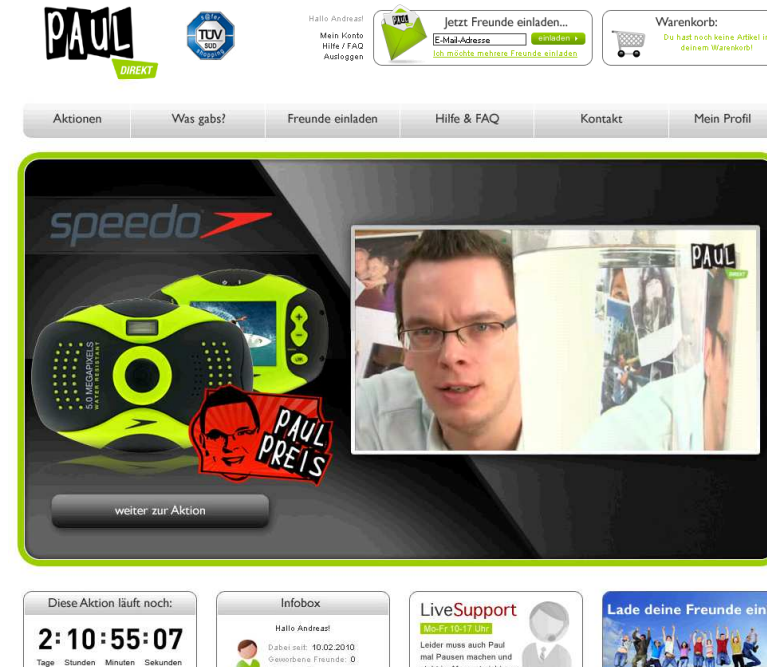 PAUL
DIREKT
s@fer
TÜV
SÜD
shopping
Hallo Andreas!
Mein Konto
Hilfe / FAQ
Ausloggen
PAUL
Jetzt Freunde einladen...
E-Mail-Adresse
einladen
Ich möchte mehrere Freunde einladen
Warenkorb:
Du hast noch keine Artikel in
deinem Warenkorb!
Aktionen
Was gabs?
Freunde einladen
Hilfe & FAQ
Kontakt
Mein Profil
speedo
5.0 MEGAPIXELS
WATER RESISTANT
PAUL
PREIS
PAUL
DIREKT
weiter zur Aktion
Diese Aktion läuft noch:
2:10:55:07
Tage Stunden Minuten Sekunden
Infobox
Hallo Andreas!
Dabei seit: 10.02.2010
Geworbene Freunde: 0
LiveSupport
Mo-Fr 10-17 Uhr
Leider muss auch Paul
mal Pausen machen und
Lade deine Freunde ein